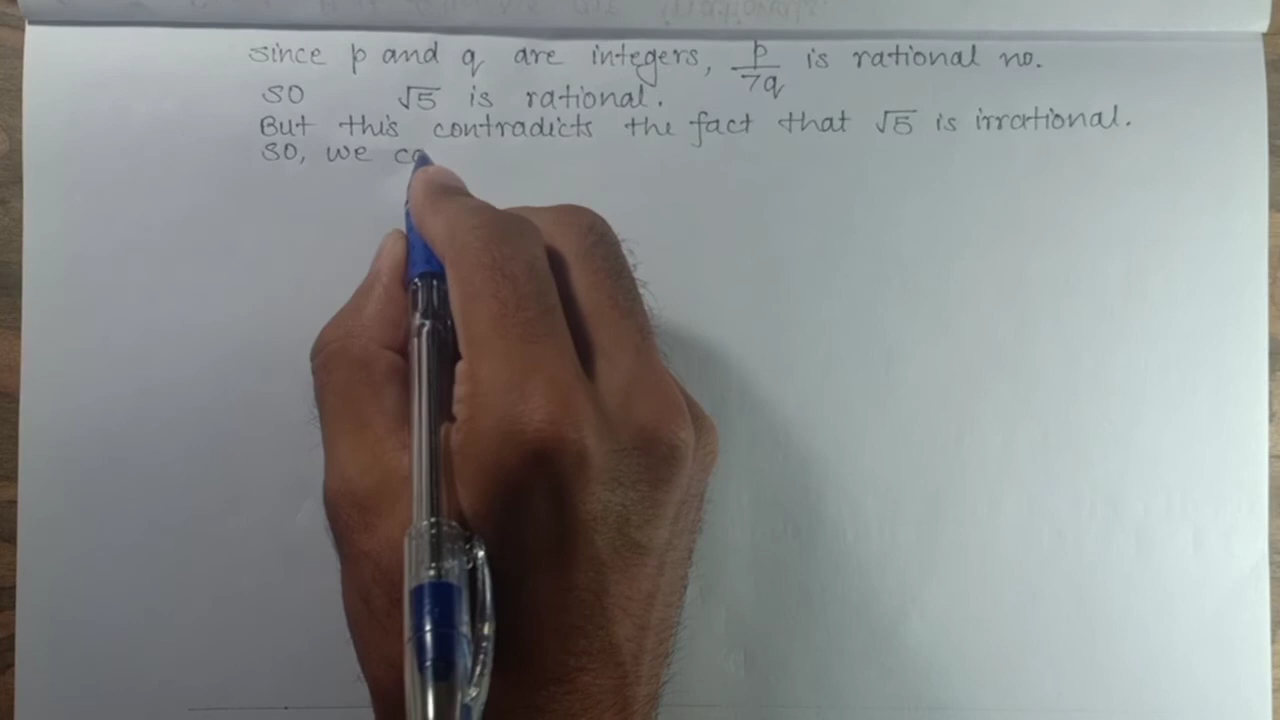 since p and q are integers, p/7q is rational no.
so √5 is rational.
But this contradicts the fact that √5 is irrational.
so, we co